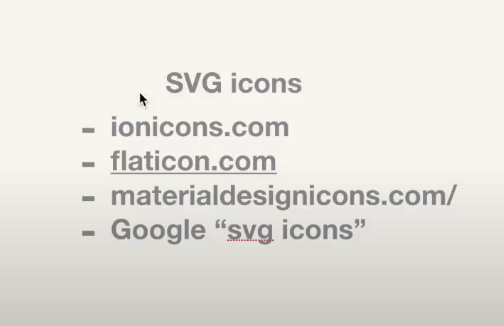 SVG icons
- ionicons.com
- flaticon.com
- materialdesignicons.com/
- Google “svg icons”